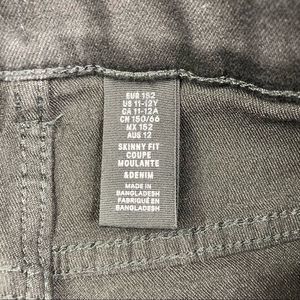 EUR 152
US 11-12Y
CA 11-12A
CN 150/66
MX 152
AUS 12
SKINNY FIT
COUPE
MOULANTE
&DENIM
MADE IN
BANGLADESH
FABRIQUÉ EN
BANGLADESH